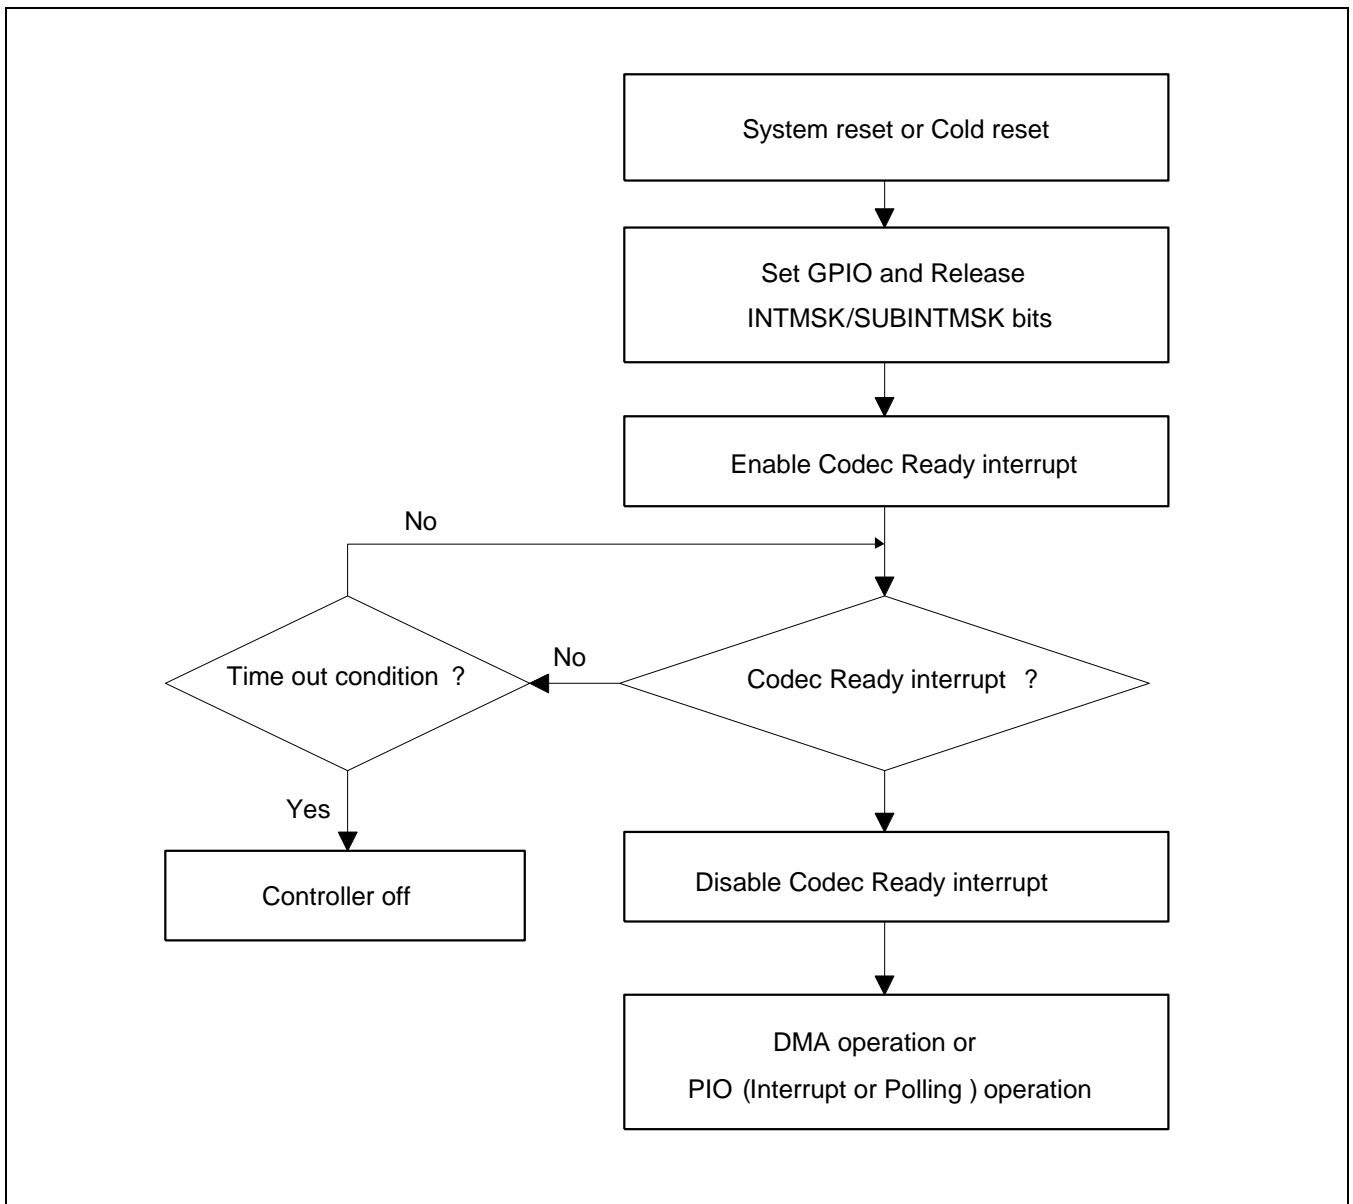 System reset or Cold reset
Set GPIO and Release
INTMSK/SUBINTMSK bits
Enable Codec Ready interrupt
No
Time out condition ?
No
Codec Ready interrupt ?
Yes
Controller off
Disable Codec Ready interrupt
DMA operation or
PIO (Interrupt or Polling ) operation